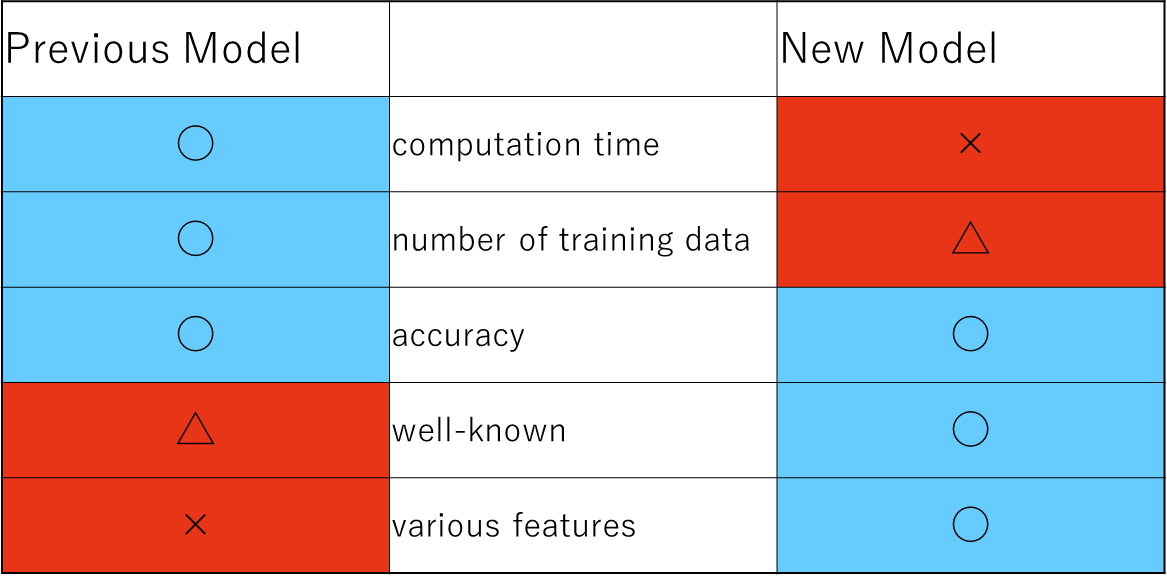 Previous Model New Model
○ computation time ×
○ number of training data △
○ accuracy ○
△ well-known ○
× various features ○